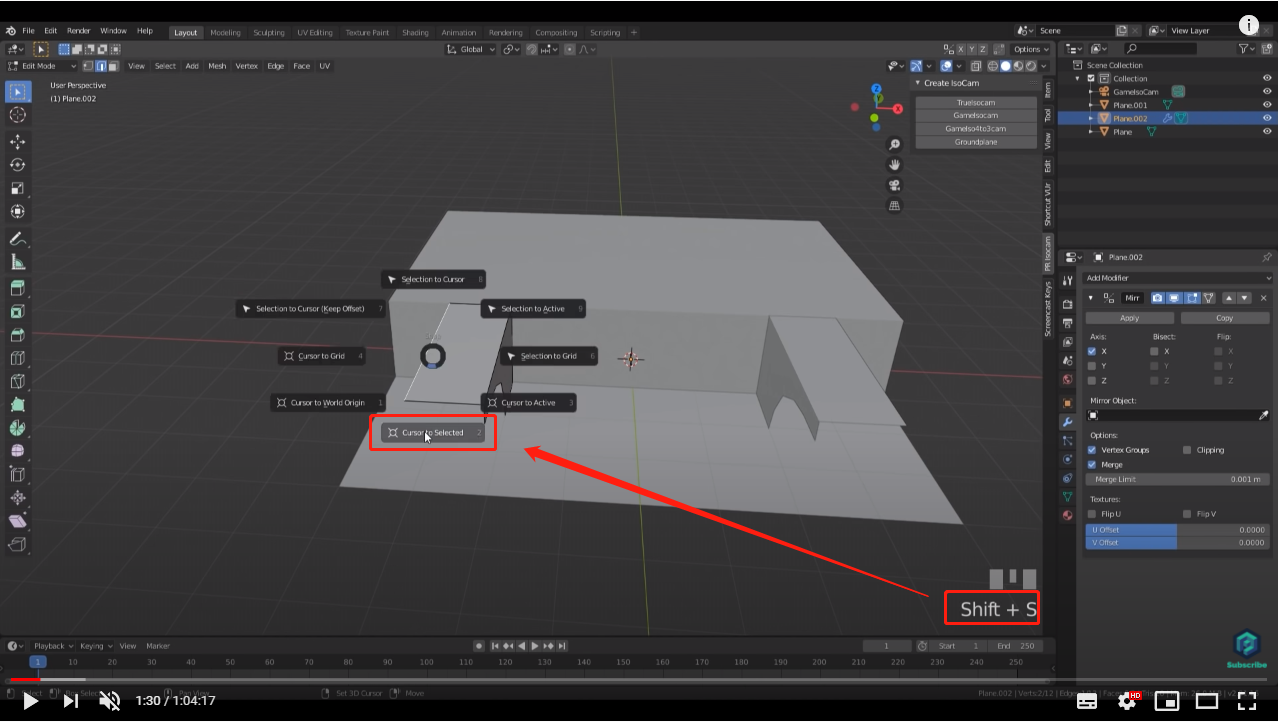 File Edit Render Window Help
Layout Modeling Sculpting UV Editing Texture Paint Shading Animation Rendering Compositing Scripting +
Scene
View Layer
Global
X Y Z
Options
Edit Mode
View Select Add Mesh Vertex Edge Face UV
User Perspective
(1) Plane.002
Create IsoCam
TrueIsocam
GameIsocam
GameIso4to3cam
Groundplane
Item
Tool
View
Edit
Shortcut VUr
PR.Isocam
Screencast Keys
Z
Y
X
Scene Collection
Collection
GameIsoCam
Plane.001
Plane.002
Plane
Plane.002
Add Modifier
Mirr
Apply
Copy
Axis: Bisect: Flip:
X X X
Y Y Y
Z Z Z
Mirror Object:
Options:
Vertex Groups Clipping
Merge
Merge Limit 0.001 m
Textures:
Flip U Flip V
U Offset 0.0000
V Offset 0.0000
Selection to Cursor 8
Selection to Cursor (Keep Offset) 7
Selection to Active 9
Cursor to Grid 4
Selection to Grid 6
Cursor to World Origin 1
Cursor to Active 3
Cursor to Selected 2
Shift + S
Subscribe
Playback Keying View Marker
1
Start 1
End 250
1 10 20 30 40 50 60 70 80 90 100 110 120 130 140 150 160 170 180 190 200 210 220 230 240 250
Select
Pan View
Set 3D Cursor
Move
Plane.002 | Verts:2/12 |
1:30 / 1:04:17
HD